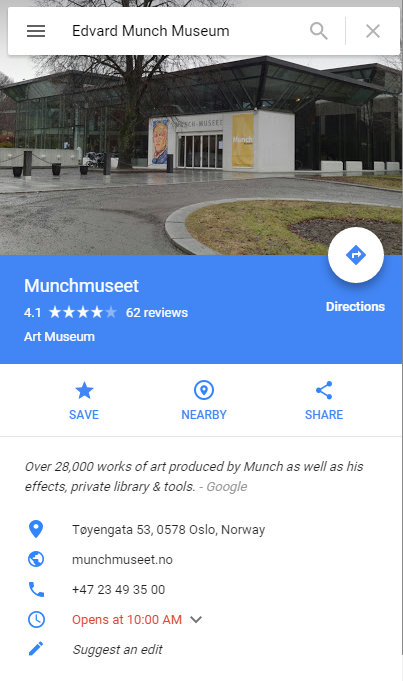 Edvard Munch Museum
MUNCH-MUSEET
Munch
Munchmuseet
4.1 62 reviews
Directions
Art Museum
SAVE NEARBY SHARE
Over 28,000 works of art produced by Munch as well as his
effects, private library & tools. - Google
Tøyengata 53, 0578 Oslo, Norway
munchmuseet.no
+47 23 49 35 00
Opens at 10:00 AM
Suggest an edit